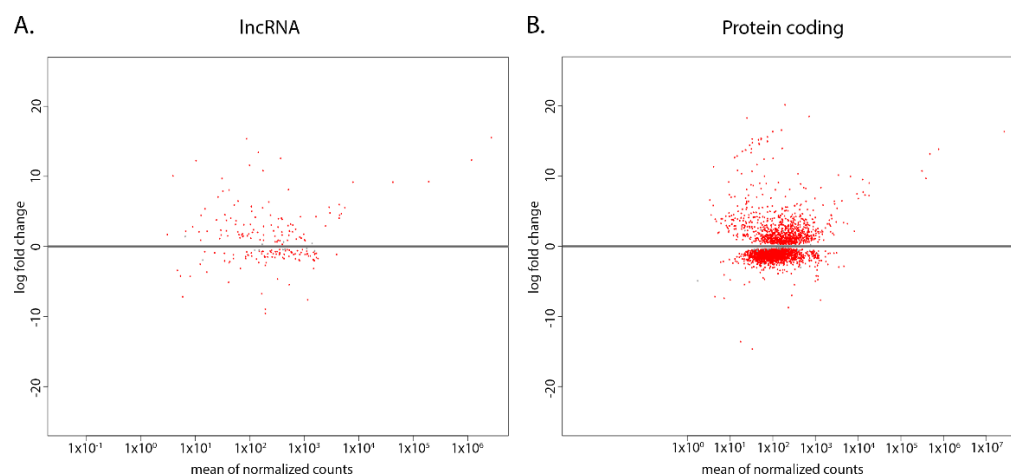 A.
lncRNA
log fold change
20
10
0
-10
-20
1x10⁻¹ 1x10⁰ 1x10¹ 1x10² 1x10³ 1x10⁴ 1x10⁵ 1x10⁶
mean of normalized counts
B.
Protein coding
log fold change
20
10
0
-10
-20
1x10⁰ 1x10¹ 1x10² 1x10³ 1x10⁴ 1x10⁵ 1x10⁶ 1x10⁷
mean of normalized counts